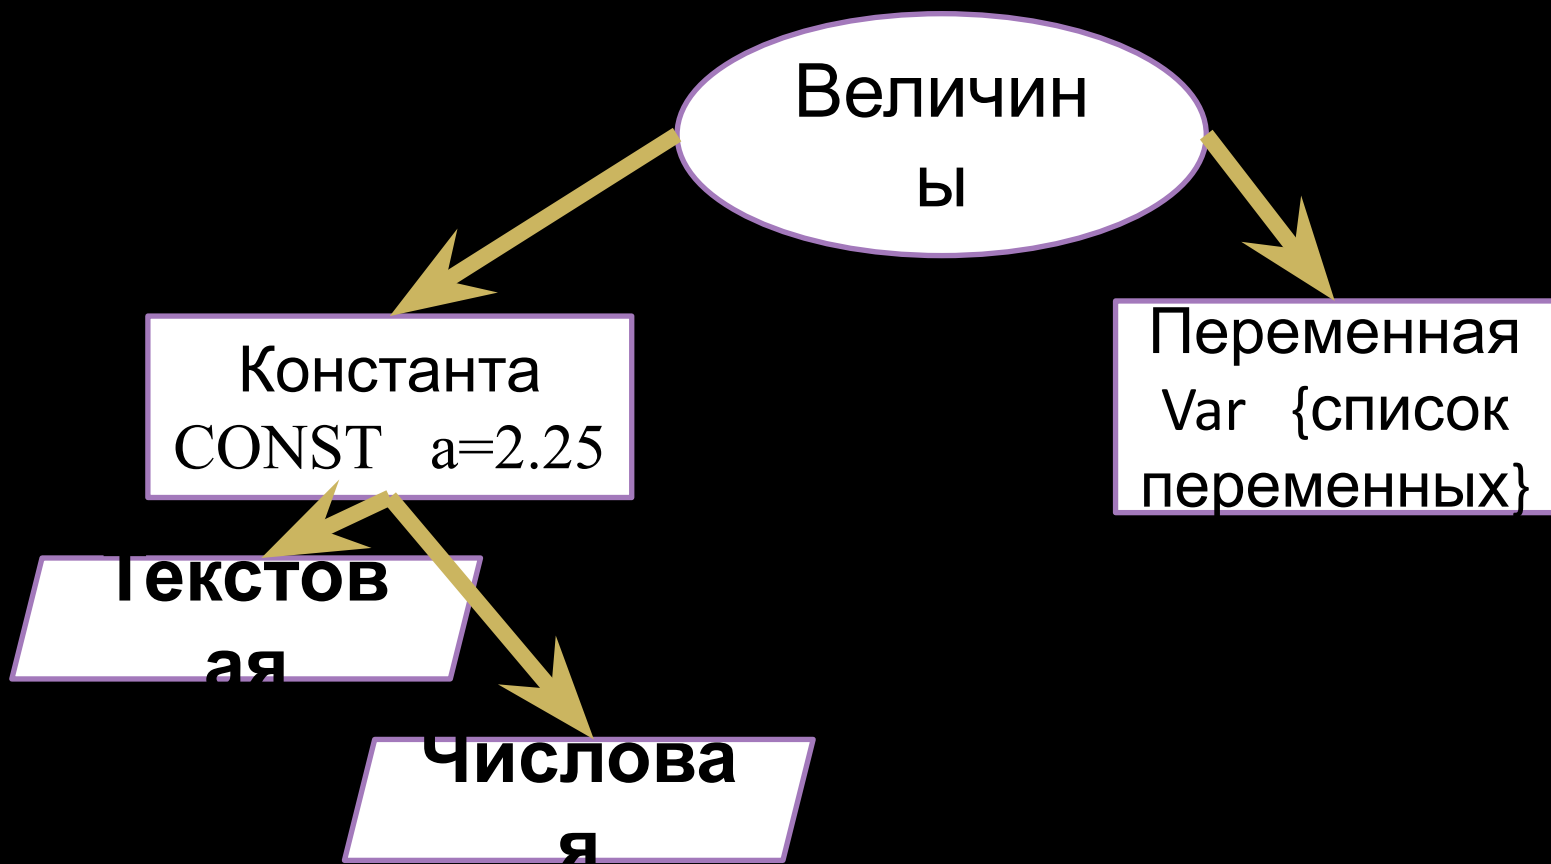 Величин
ы
Константа
CONST a=2.25
Переменная
Var {список
переменных}
Текстов
ая
Числова
я